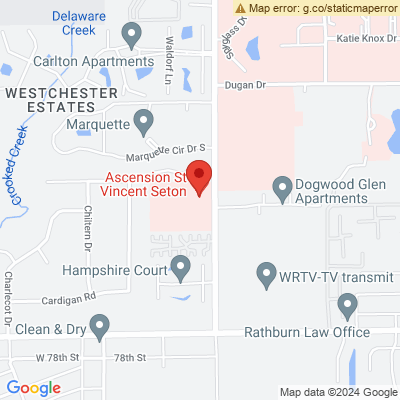 Map error: g.co/staticmaperror
Delaware
Creek
Carlton Apartments
Waldorf Ln
Spyglass Dr
Katie Knox Dr
Dugan Dr
WESTCHESTER
ESTATES
Marquette
Marquette Cir Dr S
Crooked Creek
Ascension St
Vincent Seton
Dogwood Glen
Apartments
Chiltern Dr
Charlecot Dr
Hampshire Court
WRTV-TV transmit
Cardigan Rd
Clean & Dry
Rathburn Law Office
W 78th St
78th St
Google
Map data ©2024 Google